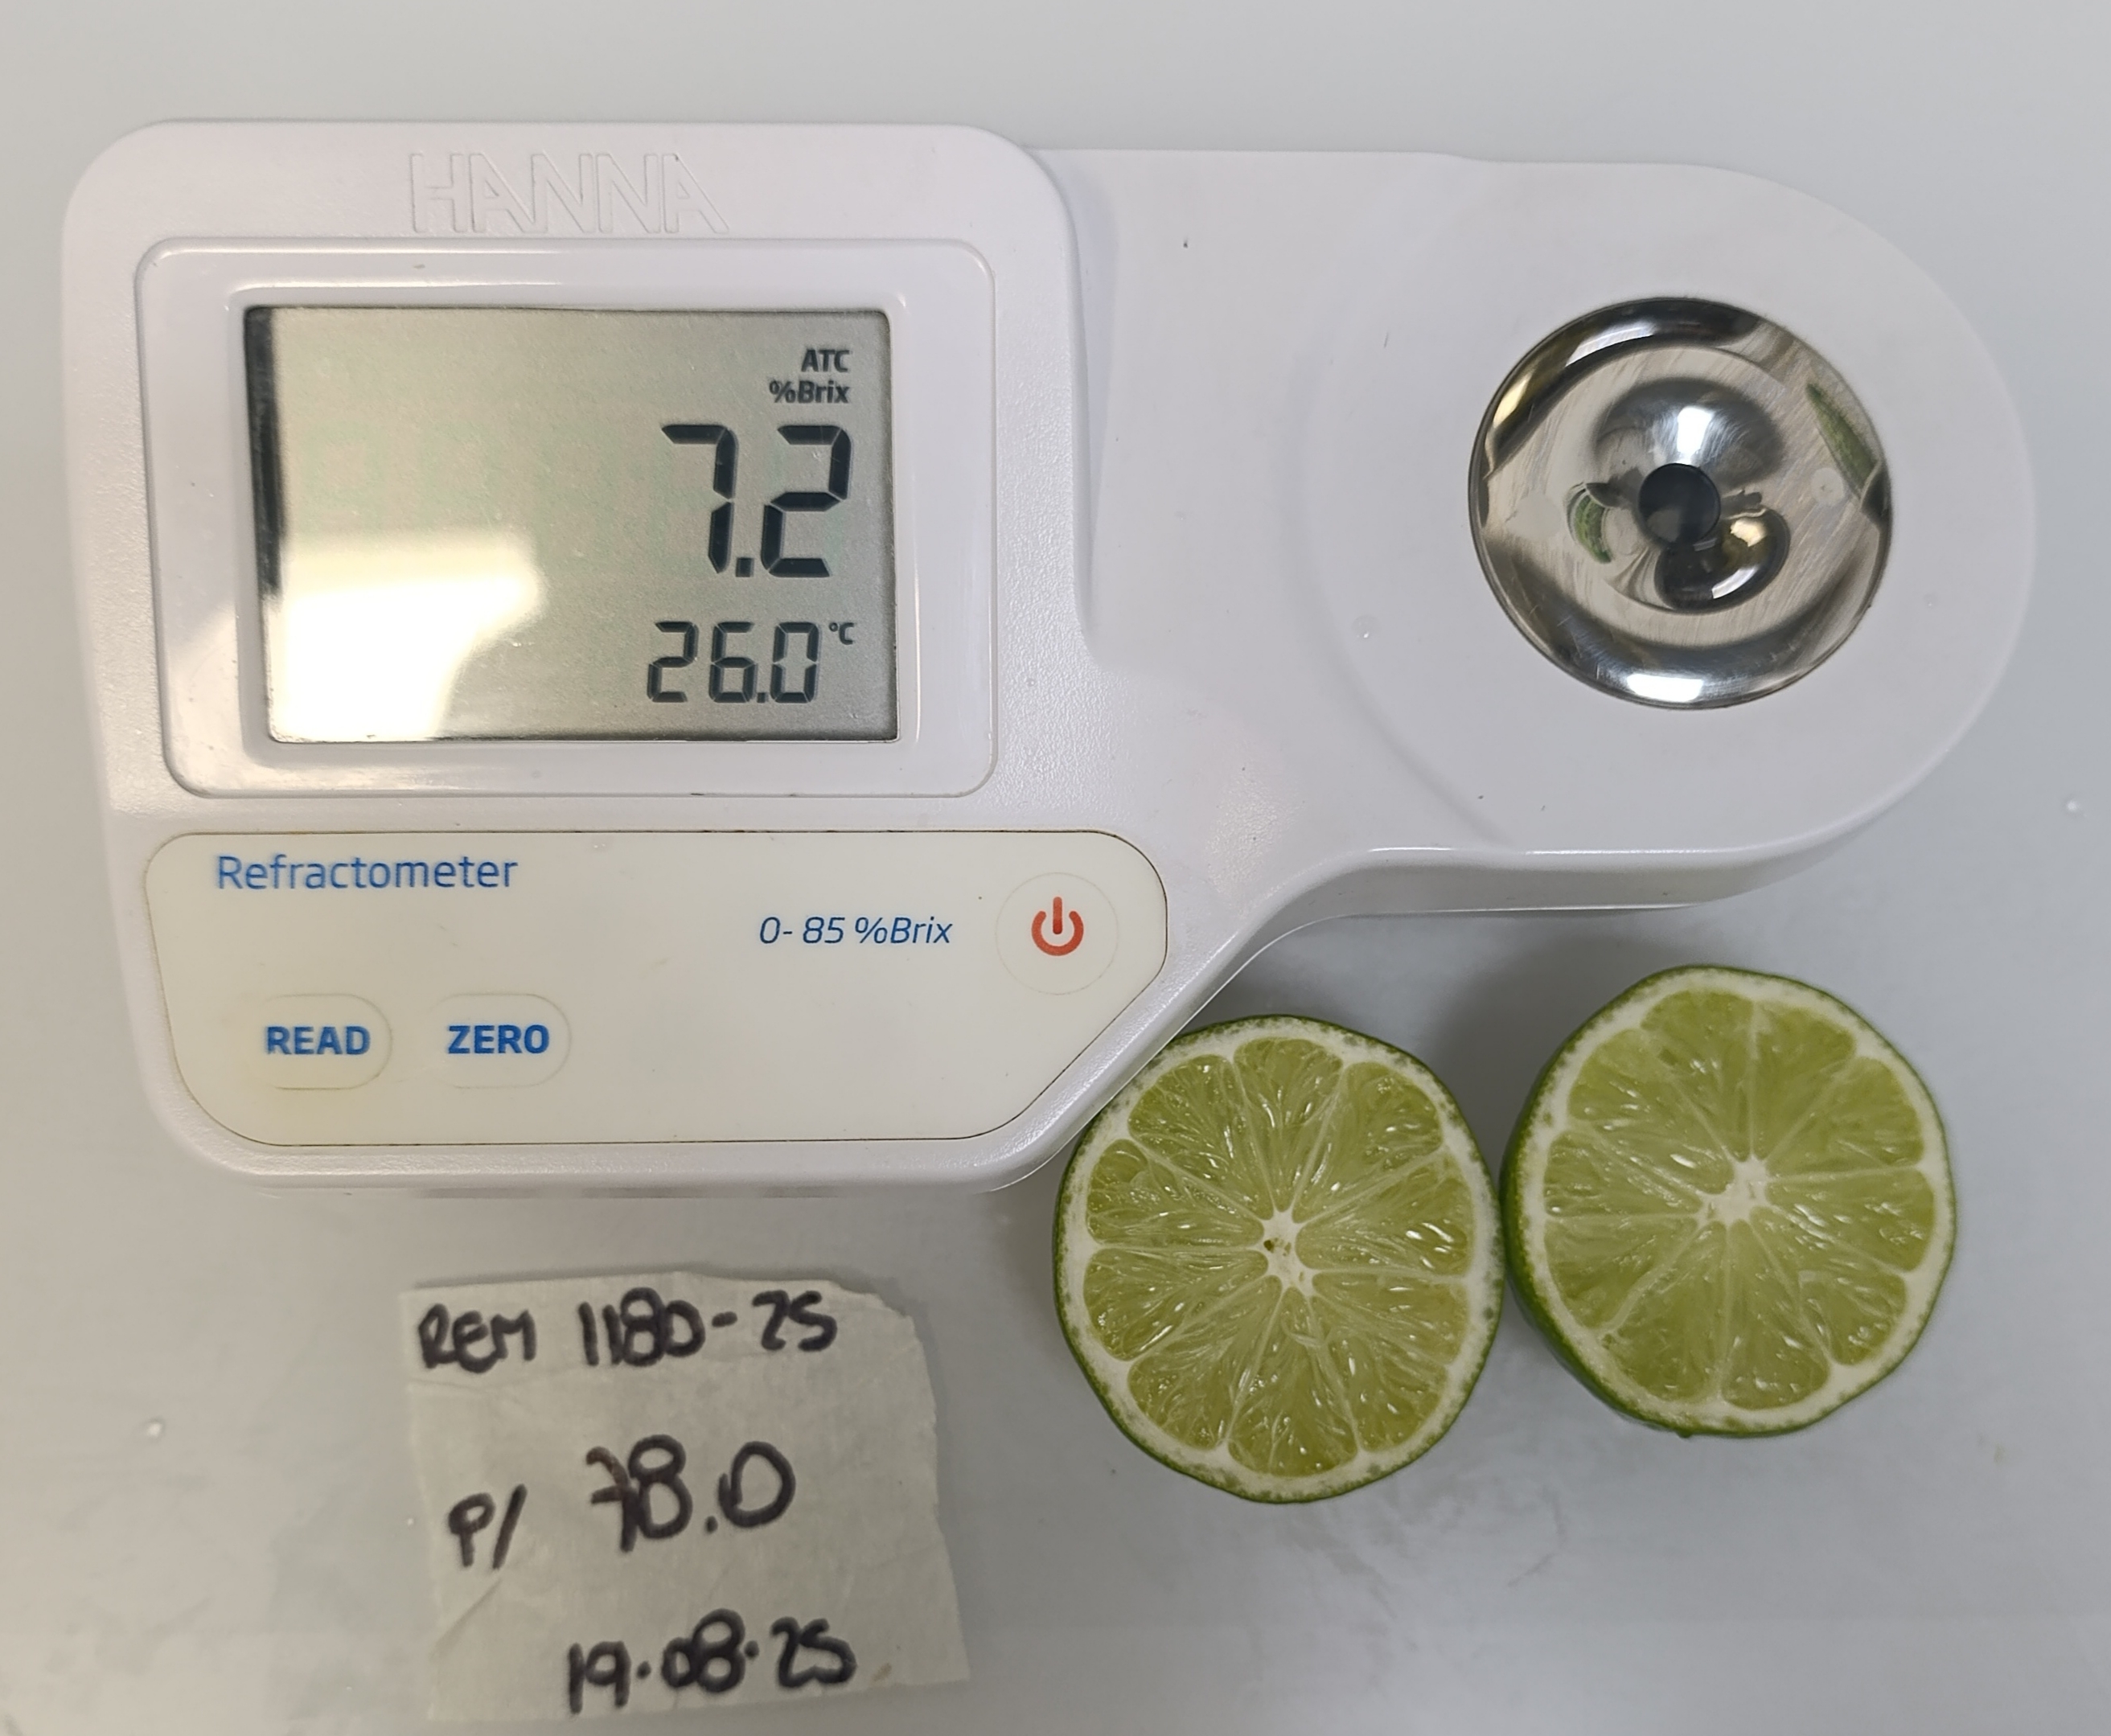 HANNA
ATC
%Brix
7.2
26.0°C
Refractometer
0- 85 %Brix
READ
ZERO
REM 1180-25
P/ 78.0
19.08.25